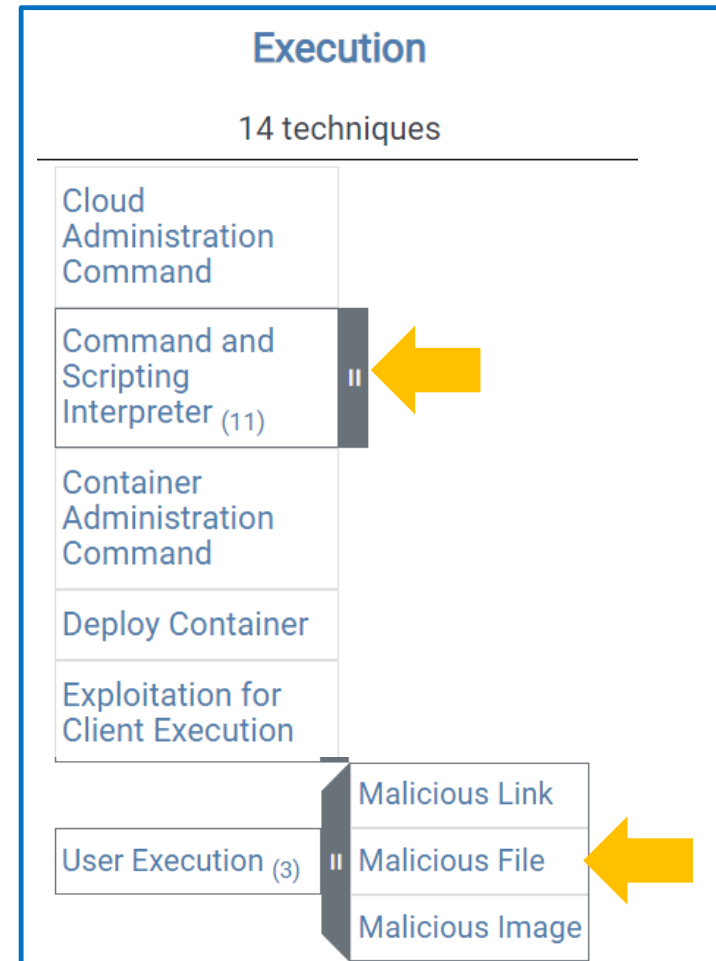 Execution
14 techniques
Cloud
Administration
Command
Command and
Scripting
Interpreter (11)
Container
Administration
Command
Deploy Container
Exploitation for
Client Execution
User Execution (3)
Malicious Link
Malicious File
Malicious Image